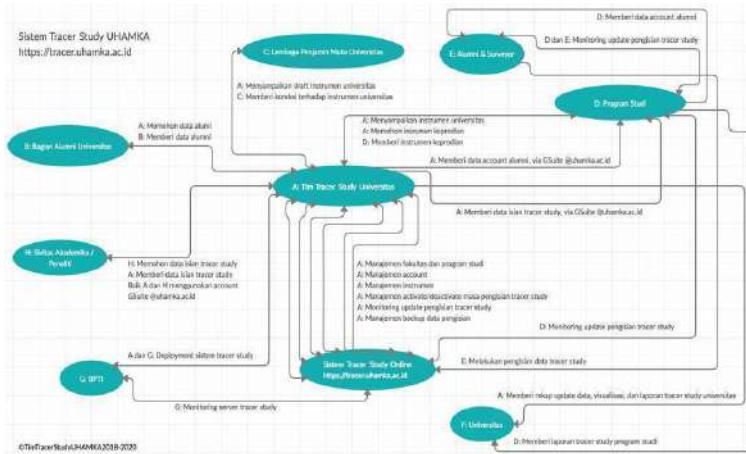 Sistem Tracer Study UHAMKA
https://tracer.uhamka.ac.id
D: Memberi data account alumni
C: Lembaga Penjamin Mutu Universitas
E: Alumni & Surveyor
D dan E: Monitoring update pengisian tracer study
A: Menyampaikan draft instrumen universitas
C: Memberi koreksi terhadap instrumen universitas
D: Program Studi
A: Memohon data alumi
B: Memberi data alumni
A: Menyampaikan instrumen universitas
A: Memohon instrumen keprodian
D: Memberi instrumen keprodian
B: Bagian Alumni Universitas
A: Memberi data account alumni, via GSuite @uhamka.ac.id
A: Tim Tracer Study Universitas
A: Memberi data isian tracer study, via GSuite @uhamka.ac.id
H: Sivitas Akademika /
Peneliti
H: Memohon data isian tracer study
A: Memberi data isian tracer study
Baik A dan H menggunakan account
GSuite @uhamka.ac.id
A: Manajemen fakultas dan program studi
A: Manajemen account
A: Manajemen instrumen
A: Manajemen activate/deactivate masa pengisian tracer study
A: Monitoring update pengisian tracer study
A: Manajemen backup data pengisian
D: Monitoring update pengisian tracer study
A dan G: Deployment sistem tracer study
Sistem Tracer Study Online
https://tracer.uhamka.ac.id
E: Melakukan pengisian data tracer study
G: BPTI
A: Memberi rekap update data, visualisasi, dan laporan tracer study universitas
G: Monitoring server tracer study
F: Universitas
D: Memberi laporan tracer study program studi
©TimTracerStudyUHAMKA2018-2020